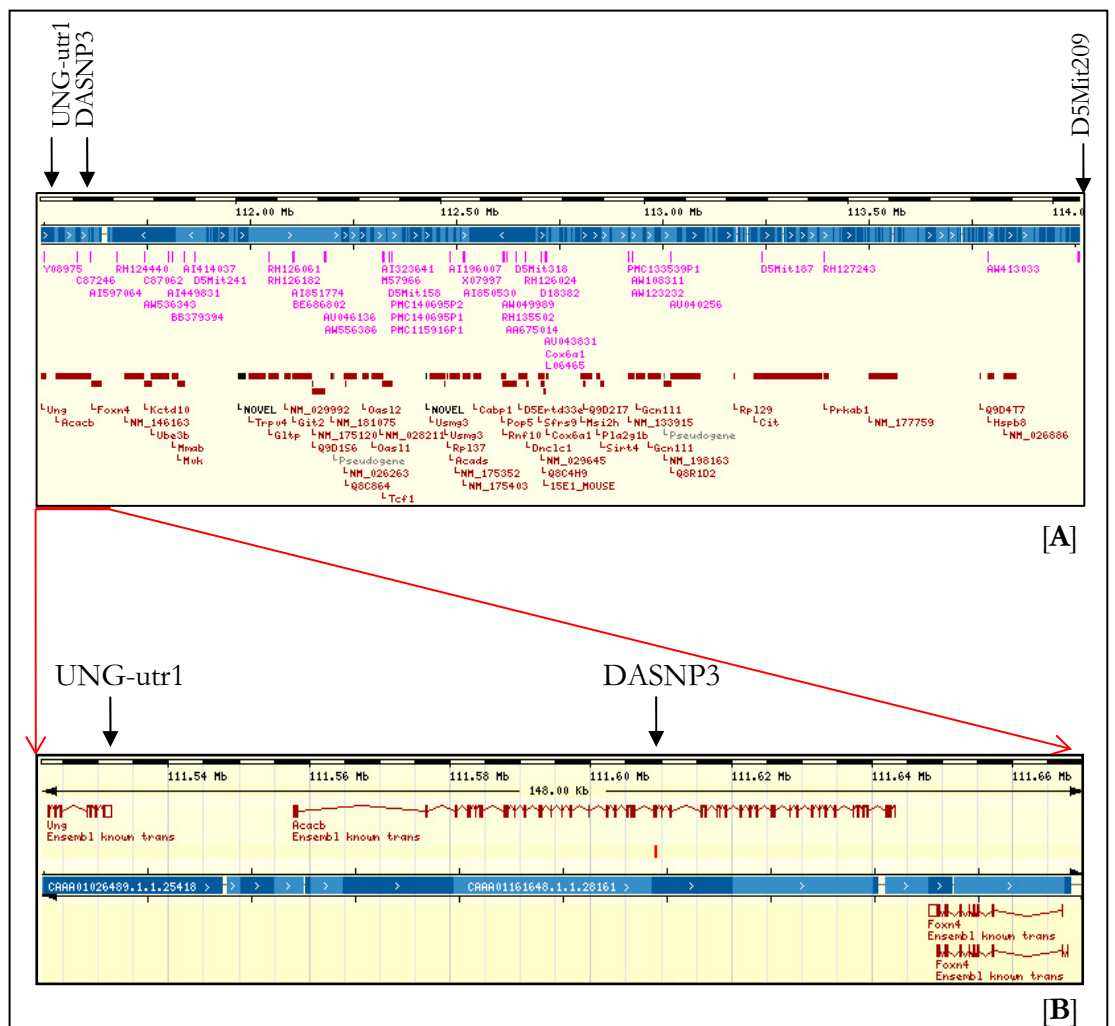 UNG-utr1
DASNP3
D5Mit209
112.00 Mb 112.50 Mb 113.00 Mb 113.50 Mb 114.0
Y08975 RH124440 AI414037 RH126061 AI323641 AI196007 D5Mit318 PMC133539P1 D5Mit187 RH127243 AW413033
C87246 C87062 D5Mit241 RH126182 M57966 X07997 RH126024 AW108311
AI597064 AI449831 AI851774 D5Mit158 AI850530 D18382 AW123232
AW536343 BE686802 PMC140695P2 AW049989 AU040256
BB379394 AU046136 PMC140695P1 RH135502
AW556386 PMC115916P1 AA675014
AU043831
Cox6a1
L06465
Ung Foxn4 Kctd10 NOVEL NM_029992 Oasl2 NOVEL Cabp1 D5Ertd33e Q9D2I7 Gcn1l1 Rpl29 Prkab1 Q9D4T7
Acacb NM_146163 Trpv4 Git2 NM_181075 Usmg3 Pop5 Sfrs9 Msi2h NM_133915 Cit NM_177759 Hspb8
Ube3b Gltp NM_175120 NM_028211 Usmg3 Rnf10 Cox6a1 Pla2g1b Pseudogene NM_026886
Mmab Q9D1S6 Oasl1 Rpl37 Dnclc1 Sirt4 Gcn1l1
Mvk Pseudogene Acads NM_029645 NM_198163
NM_026263 NM_175352 Q8C4H9 Q8R1D2
Q8C864 NM_175403 15E1_MOUSE
Tcf1
[A]
UNG-utr1 DASNP3
111.54 Mb 111.56 Mb 111.58 Mb 111.60 Mb 111.62 Mb 111.64 Mb 111.66 Mb
148.00 Kb
Ung Acacb
Ensembl known trans Ensembl known trans
CAAA01026489.1.1.25418 > CAAA01161648.1.1.28161 >
Foxn4
Ensembl known trans
Foxn4
Ensembl known trans
[B]